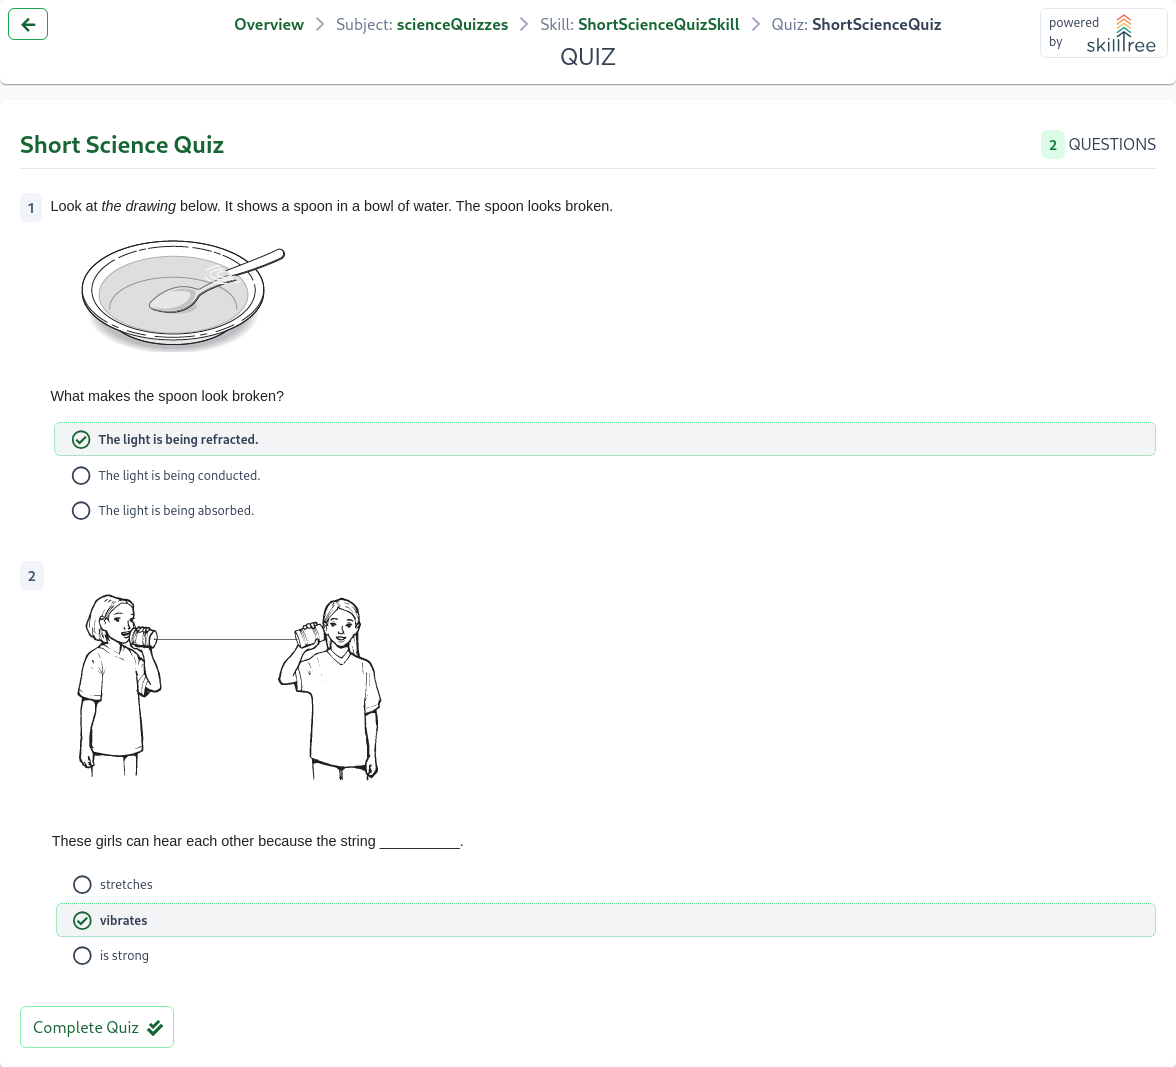 Overview Subject: scienceQuizzes Skill: ShortScienceQuizSkill Quiz: ShortScienceQuiz
QUIZ
powered
by skilltree
Short Science Quiz
2 QUESTIONS
1 Look at the drawing below. It shows a spoon in a bowl of water. The spoon looks broken.
What makes the spoon look broken?
The light is being refracted.
The light is being conducted.
The light is being absorbed.
2
These girls can hear each other because the string __________.
stretches
vibrates
is strong
Complete Quiz